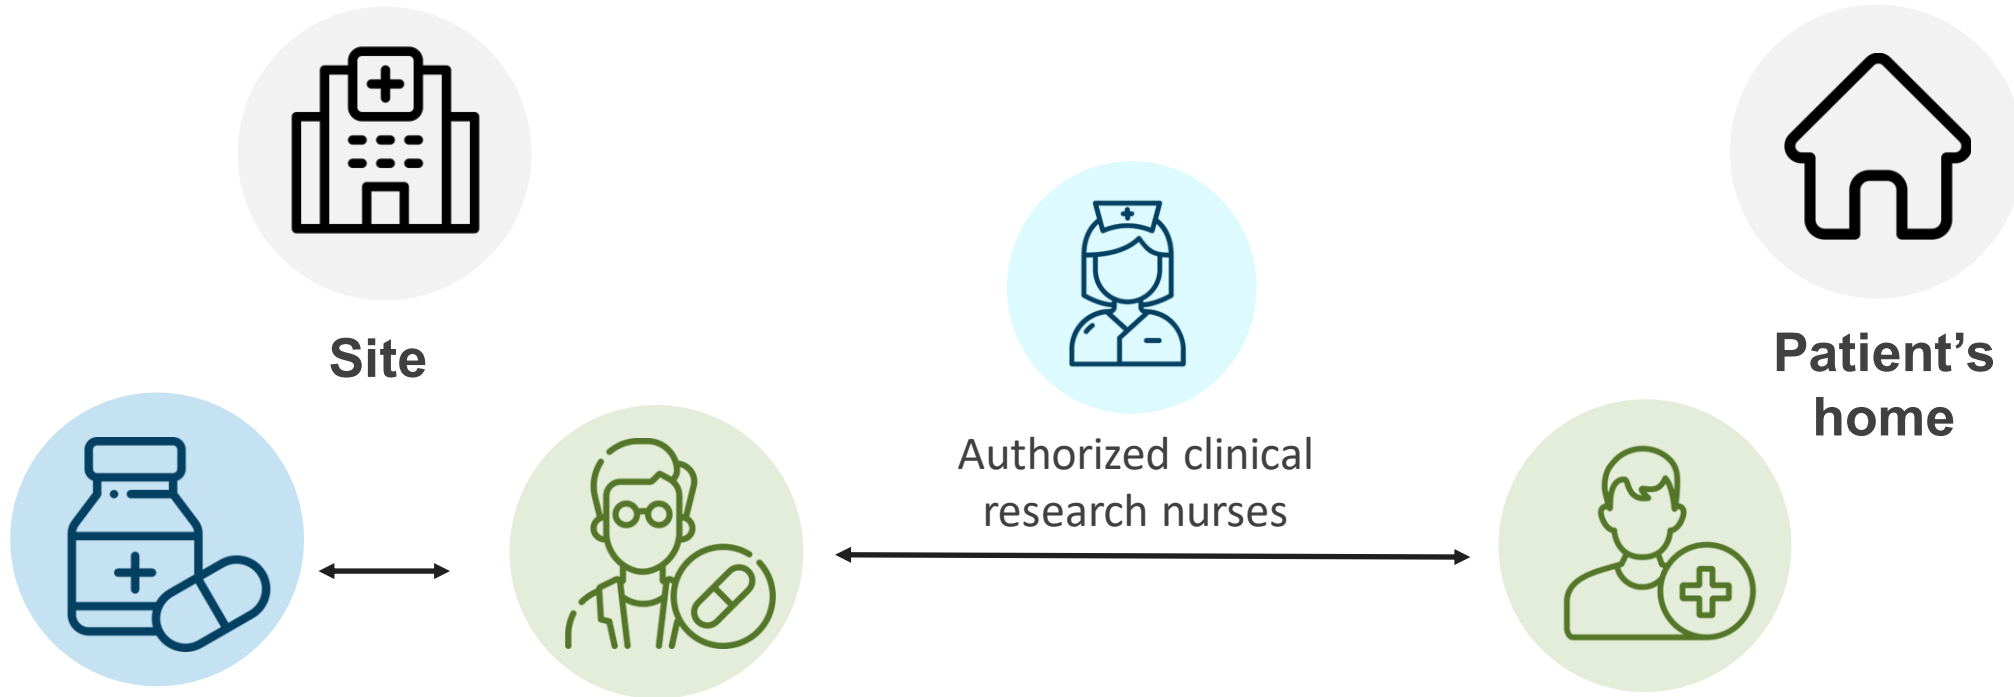 Site
Authorized clinical
research nurses
Patient’s
home